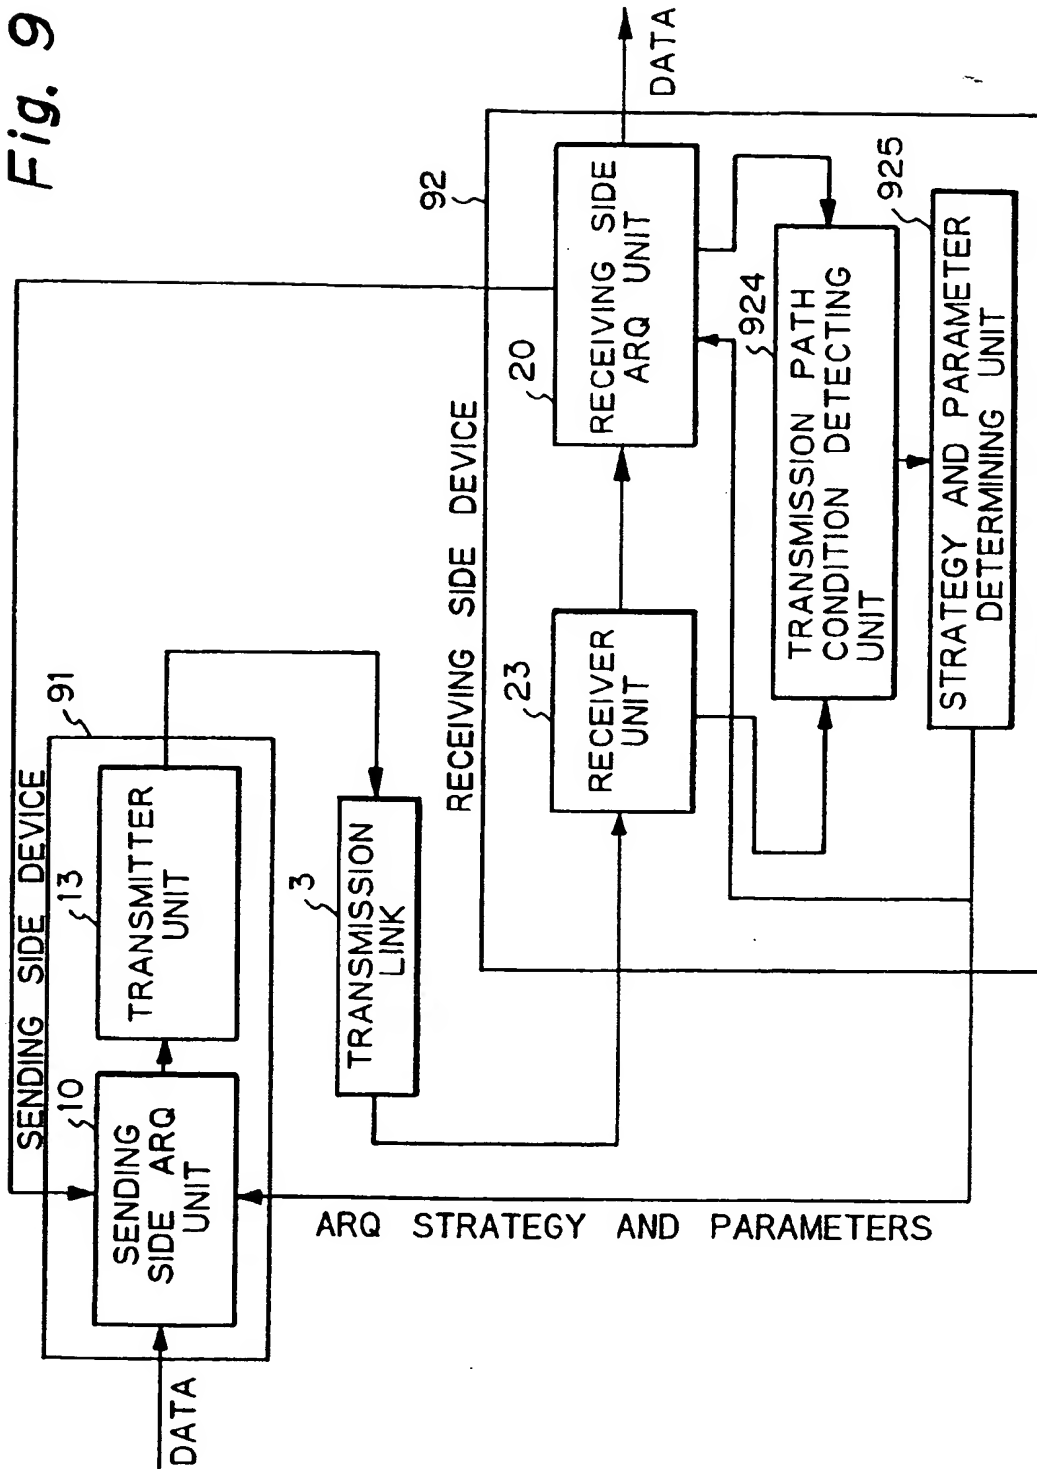 Fig. 9
SENDING SIDE DEVICE
91
10
SENDING
SIDE ARQ
UNIT
13
TRANSMITTER
UNIT
DATA
3
TRANSMISSION
LINK
ARQ STRATEGY AND PARAMETERS
RECEIVING SIDE DEVICE
92
23
RECEIVER
UNIT
20
RECEIVING SIDE
ARQ UNIT
DATA
924
TRANSMISSION PATH
CONDITION DETECTING
UNIT
925
STRATEGY AND PARAMETER
DETERMINING UNIT